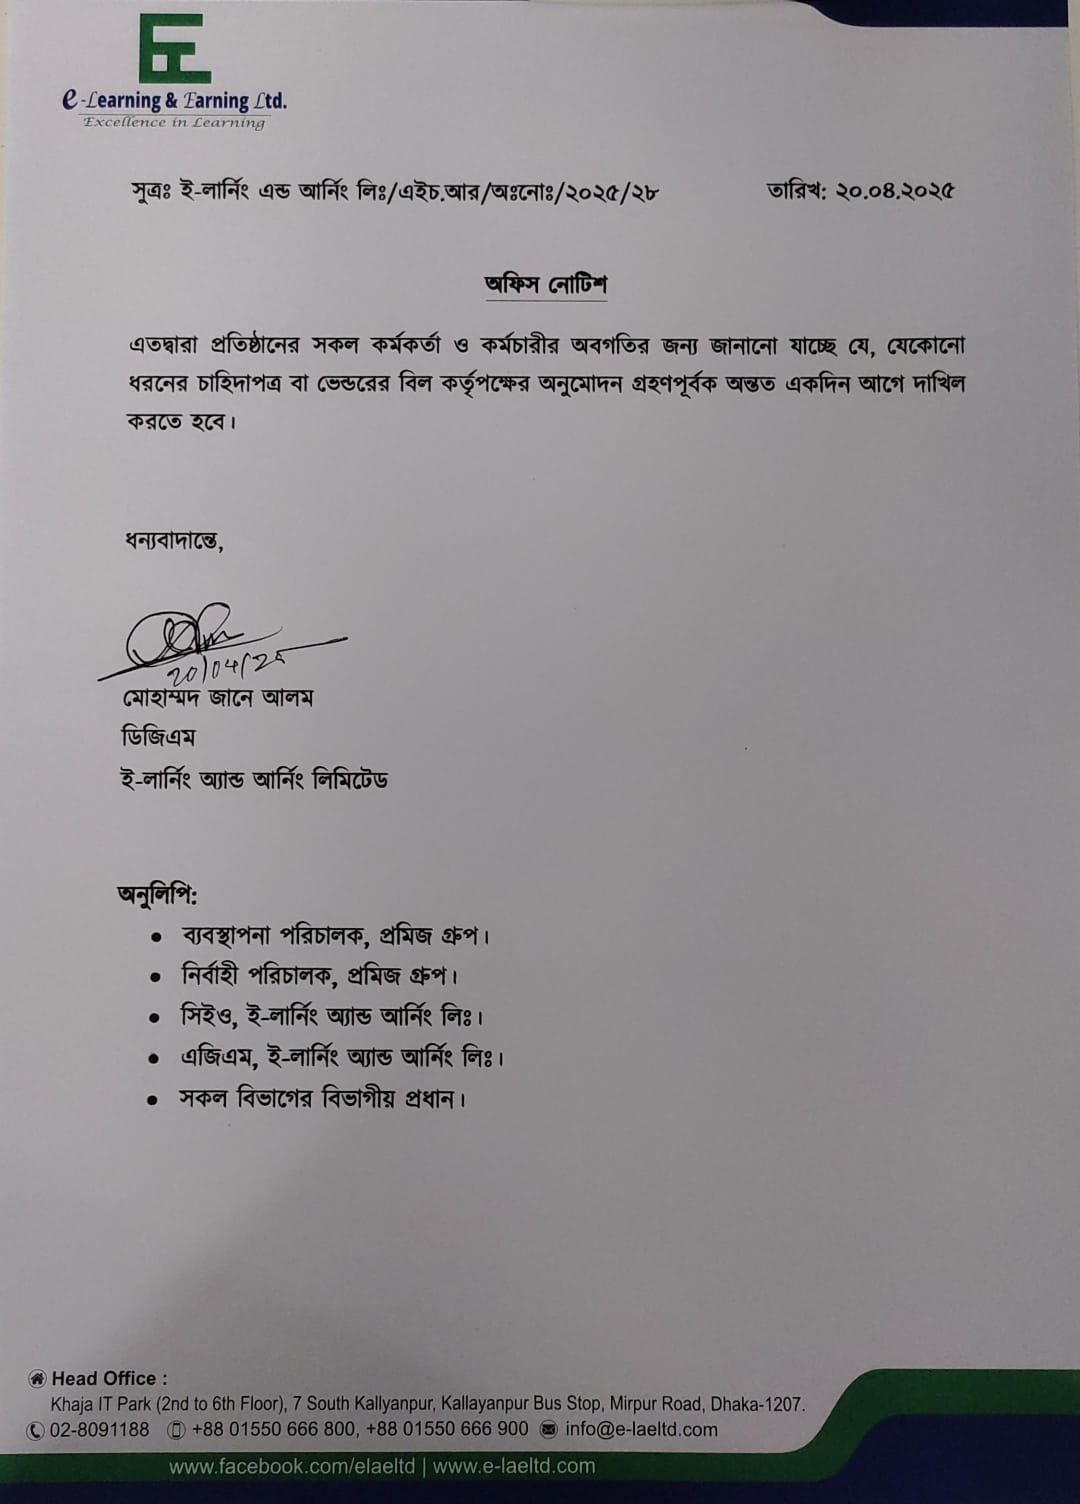 e-Learning & Earning Ltd.
Excellence in Learning
সূত্রঃ ই-লার্নিং এন্ড আর্নিং লিঃ/এইচ.আর/অঃনোঃ/২০২৫/২৮ তারিখ: ২০.০৪.২০২৫
অফিস নোটিশ
এতদ্বারা প্রতিষ্ঠানের সকল কর্মকর্তা ও কর্মচারীর অবগতির জন্য জানানো যাচ্ছে যে, যেকোনো
ধরনের চাহিদাপত্র বা ভেন্ডরের বিল কর্তৃপক্ষের অনুমোদন গ্রহণপূর্বক অন্তত একদিন আগে দাখিল
করতে হবে।
ধন্যবাদান্তে,
20/04/25
মোহাম্মদ জানে আলম
ডিজিএম
ই-লার্নিং অ্যান্ড আর্নিং লিমিটেড
অনুলিপি:
• ব্যবস্থাপনা পরিচালক, প্রমিজ গ্রুপ।
• নির্বাহী পরিচালক, প্রমিজ গ্রুপ।
• সিইও, ই-লার্নিং অ্যান্ড আর্নিং লিঃ।
• এজিএম, ই-লার্নিং অ্যান্ড আর্নিং লিঃ।
• সকল বিভাগের বিভাগীয় প্রধান।
Head Office :
Khaja IT Park (2nd to 6th Floor), 7 South Kallyanpur, Kallayanpur Bus Stop, Mirpur Road, Dhaka-1207.
02-8091188 +88 01550 666 800, +88 01550 666 900 info@e-laeltd.com
www.facebook.com/elaeltd | www.e-laeltd.com